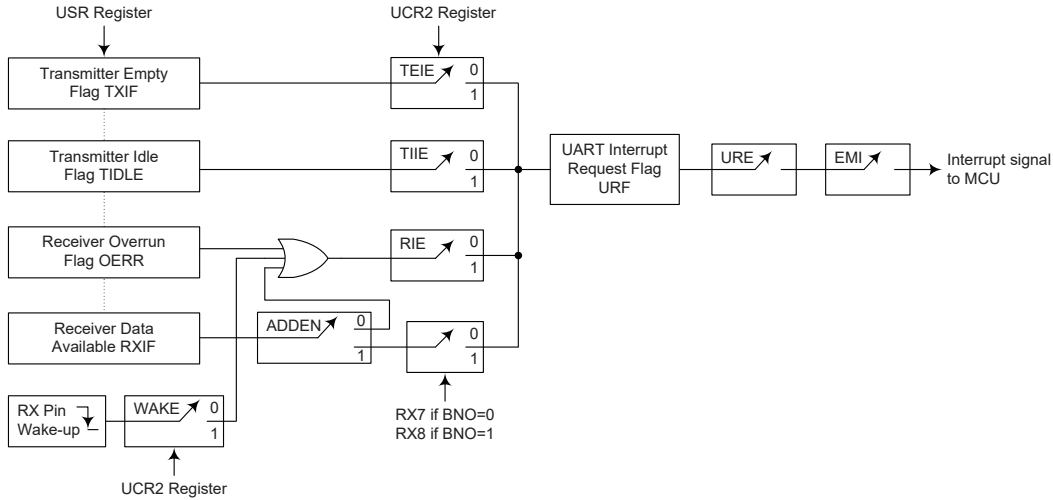 USR Register
UCR2 Register
Transmitter Empty
Flag TXIF
TEIE
0
1
Transmitter Idle
Flag TIDLE
TIIE
0
1
UART Interrupt
Request Flag
URF
URE
EMI
Interrupt signal
to MCU
Receiver Overrun
Flag OERR
RIE
0
1
Receiver Data
Available RXIF
ADDEN
0
1
0
1
RX7 if BNO=0
RX8 if BNO=1
RX Pin
Wake-up
WAKE
0
1
UCR2 Register